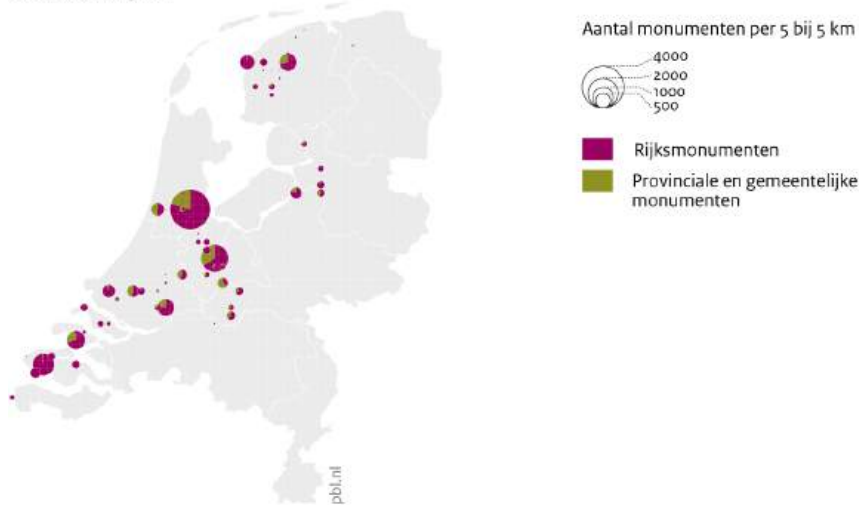 Aantal monumenten per 5 bij 5 km
4000
2000
1000
500
Rijksmonumenten
Provinciale en gemeentelijke
monumenten
pbl.nl